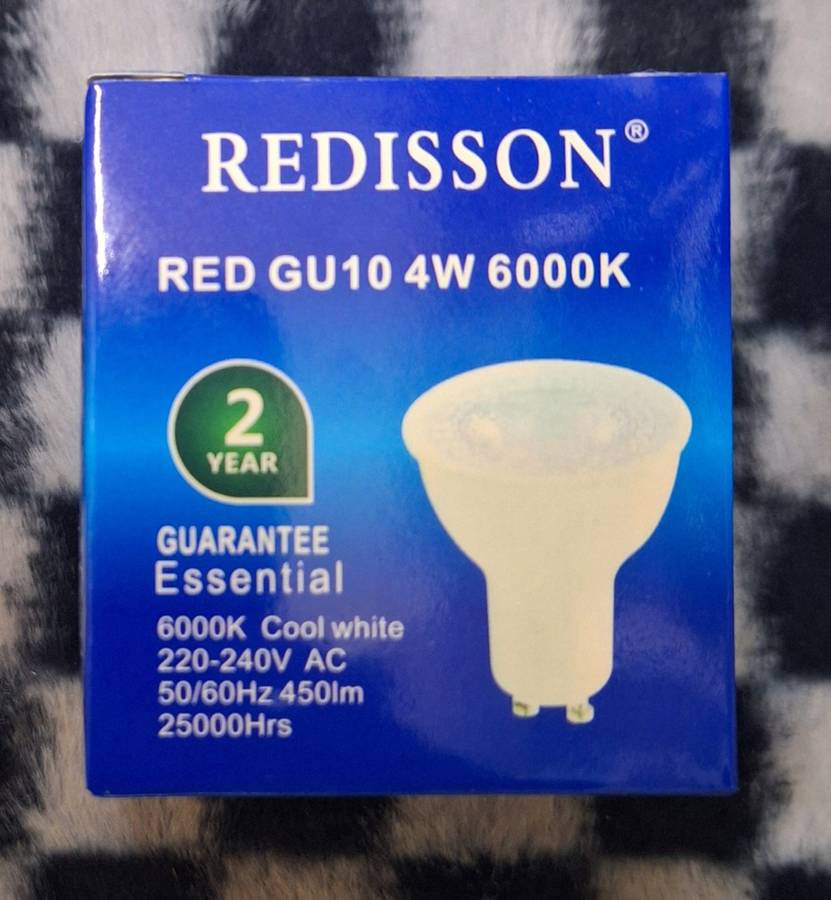 REDISSON®
RED GU10 4W 6000K
2
YEAR
GUARANTEE
Essential
6000K Cool white
220-240V AC
50/60Hz 450lm
25000Hrs